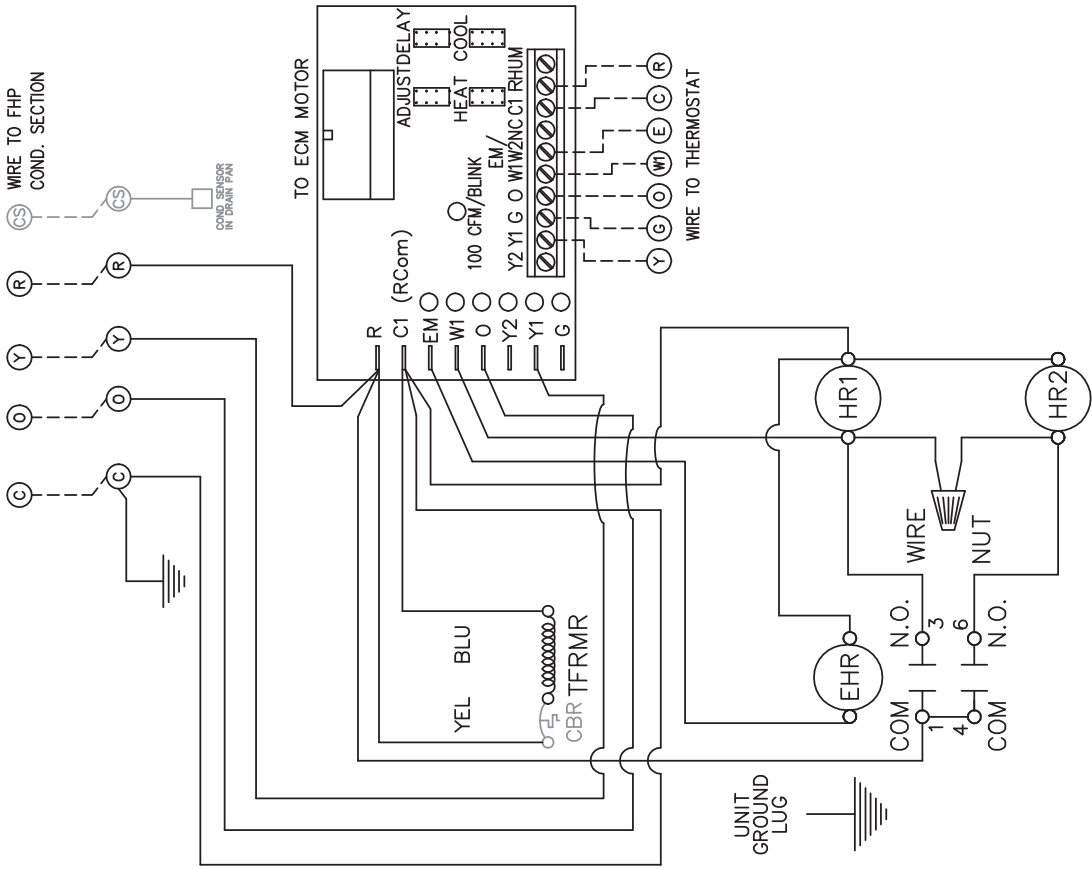 WIRE TO FHP
COND. SECTION
CS
R
Y
O
C
CS
R
Y
O
C
COND SENSOR
IN DRAIN PAN
TO ECM MOTOR
ADJUST
DELAY
HEAT
COOL
100 CFM/BLINK
EM/
Y2 Y1 G O W1 W2 NC C1 R HUM
R
C1 (RCom)
EM
W1
O
Y2
Y1
G
R
C
E
W1
O
G
Y
WIRE TO THERMOSTAT
YEL
BLU
CBR
TFRMR
HR1
HR2
EHR
WIRE
NUT
N.O.
3
6
N.O.
COM
1
4
COM
UNIT
GROUND
LUG